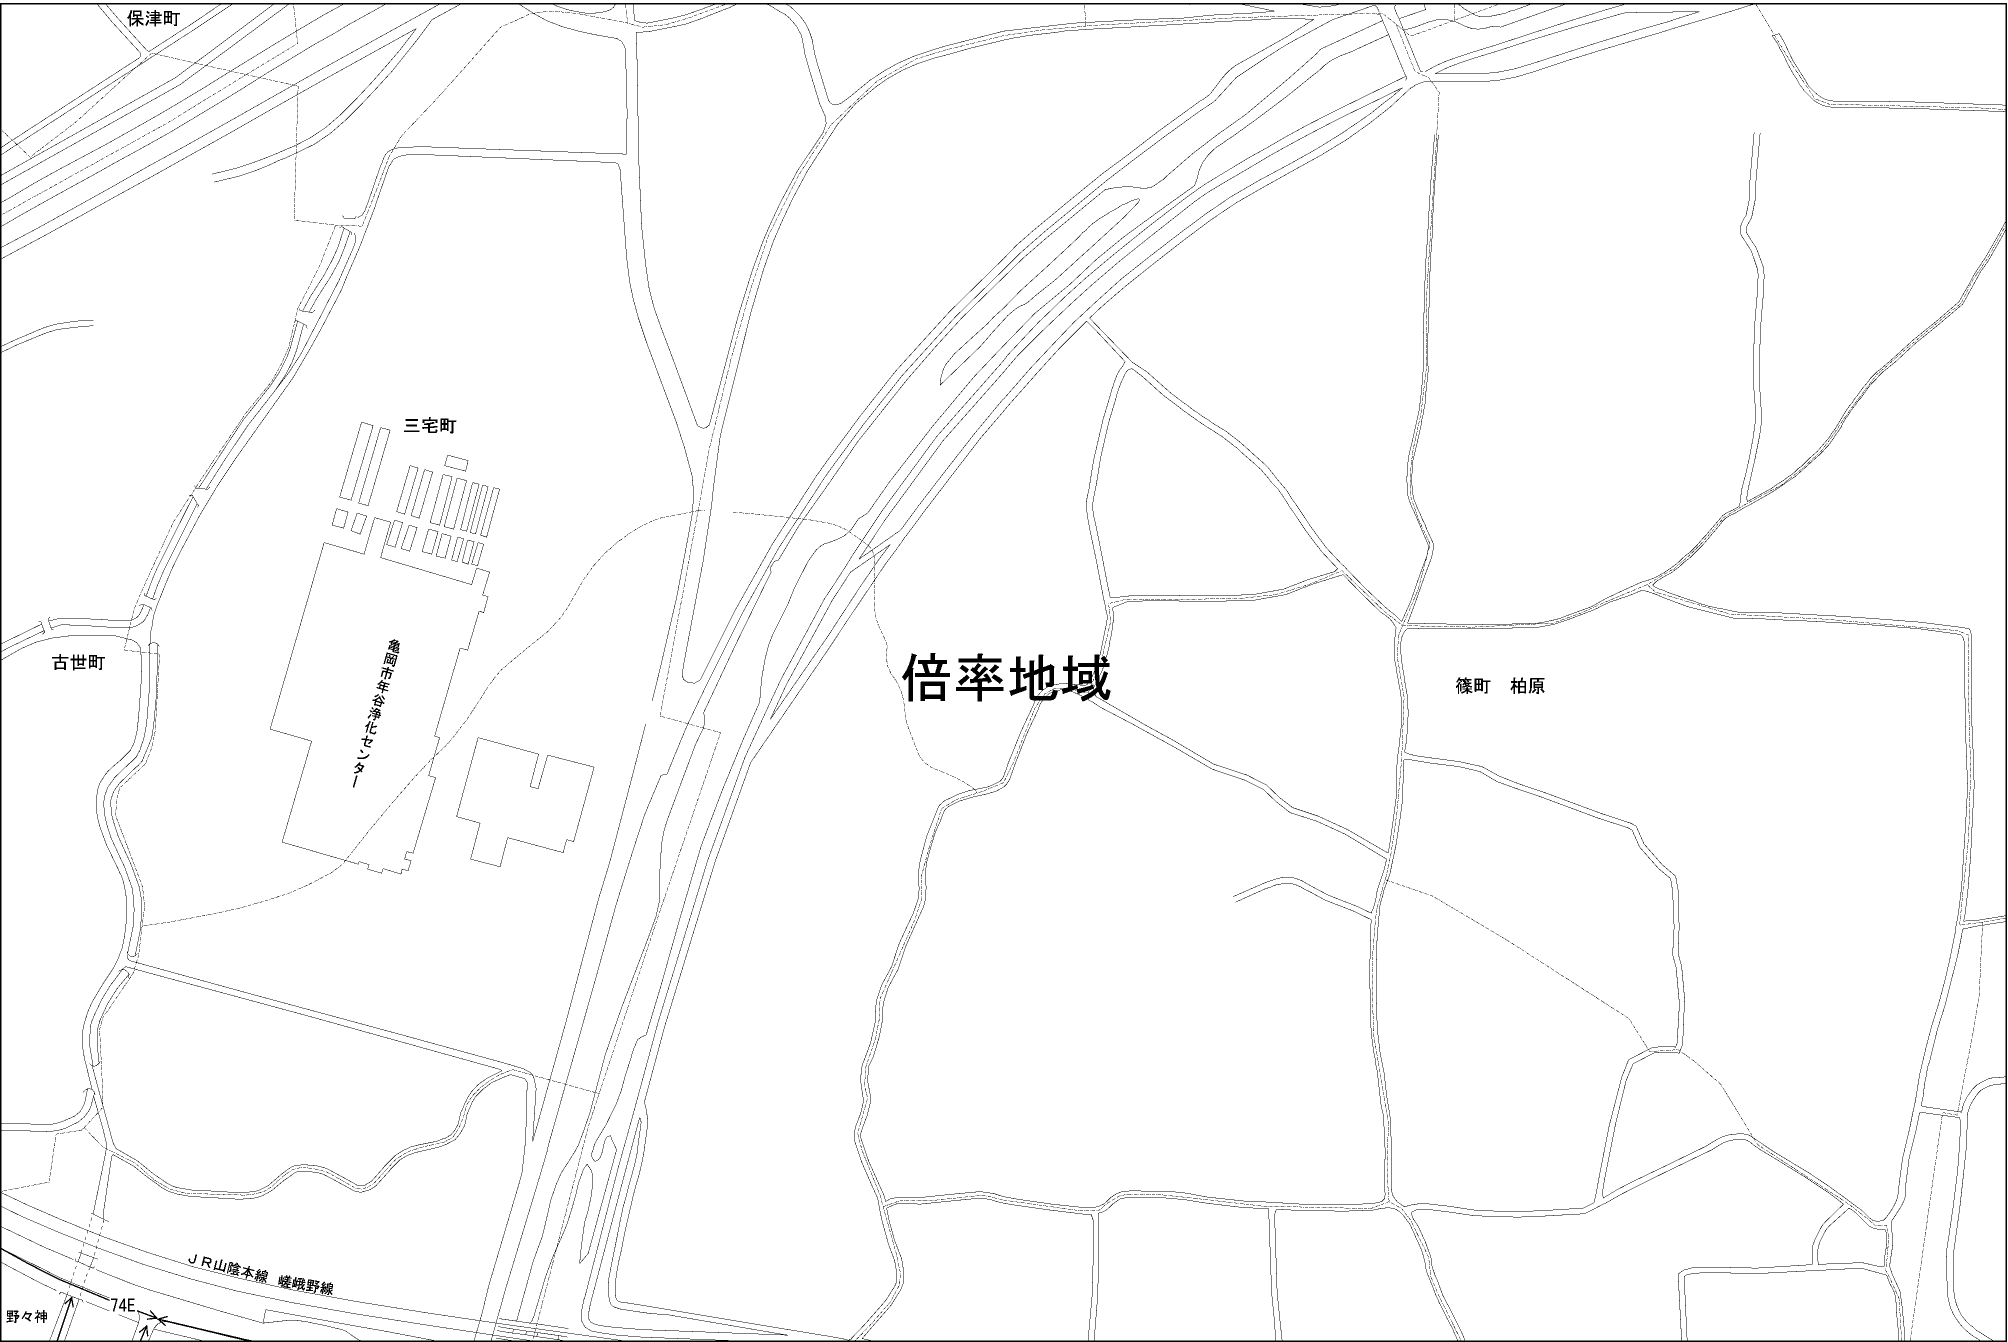 保津町
三宅町
古世町
亀岡市年谷浄化センター
倍率地域
篠町　柏原
ＪＲ山陰本線　嵯峨野線
74E
野々神